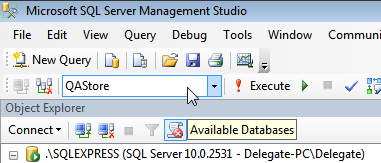 Microsoft SQL Server Management Studio
File Edit View Query Debug Tools Window Communi
New Query
QAStore Execute
Object Explorer
Connect Available Databases
.\SQLEXPRESS (SQL Server 10.0.2531 - Delegate-PC\Delegate)